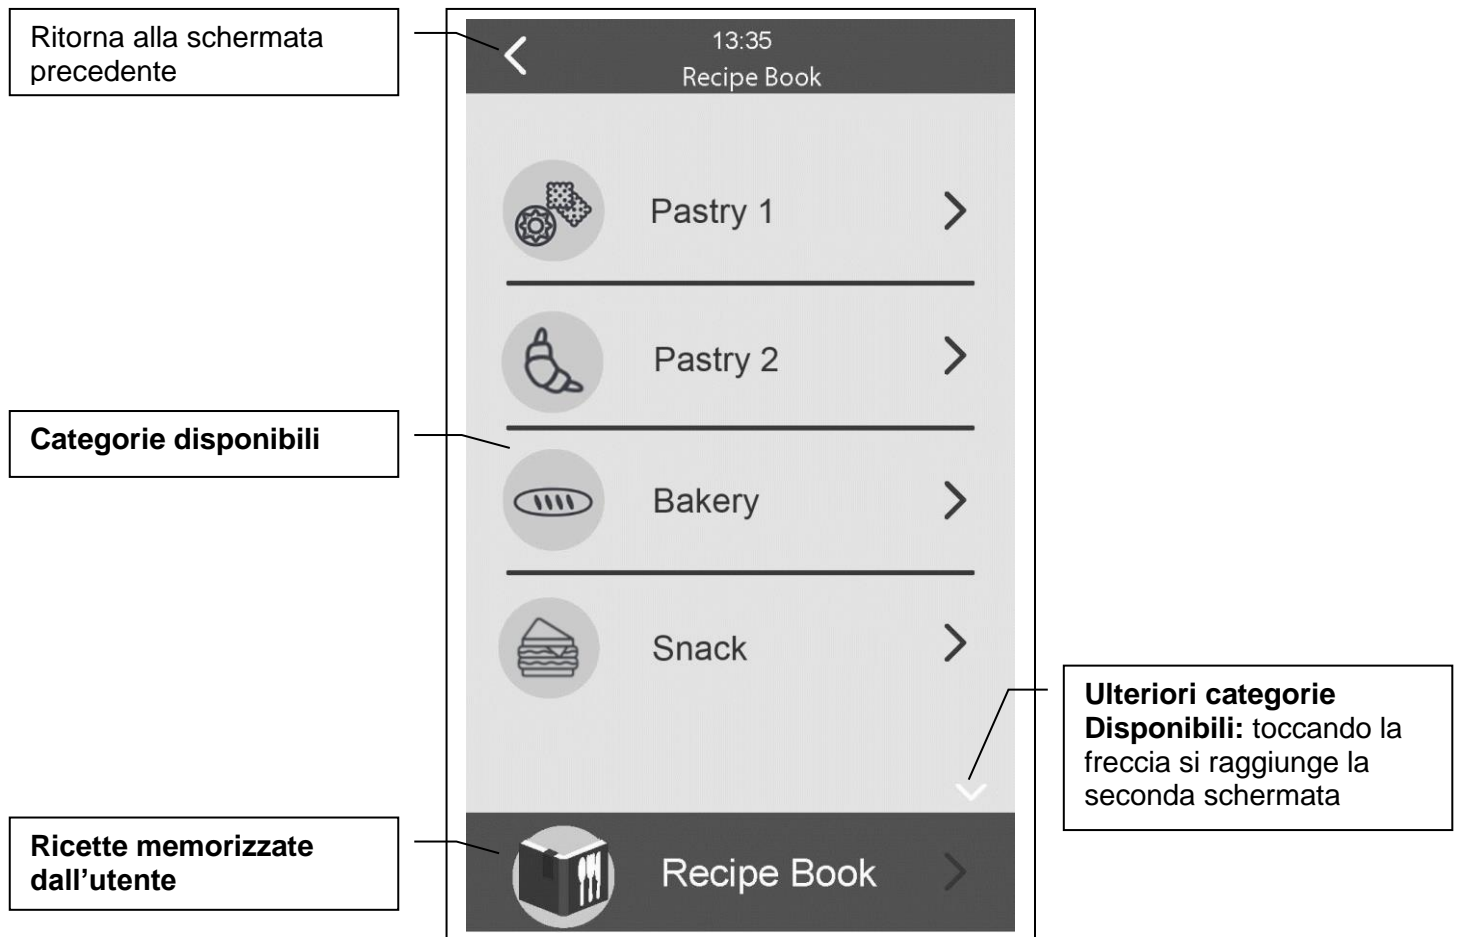 Ritorna alla schermata
precedente
13:35
Recipe Book
Pastry 1
Pastry 2
Categorie disponibili
Bakery
Snack
Ulteriori categorie
Disponibili: toccando la
freccia si raggiunge la
seconda schermata
Ricette memorizzate
dall’utente
Recipe Book